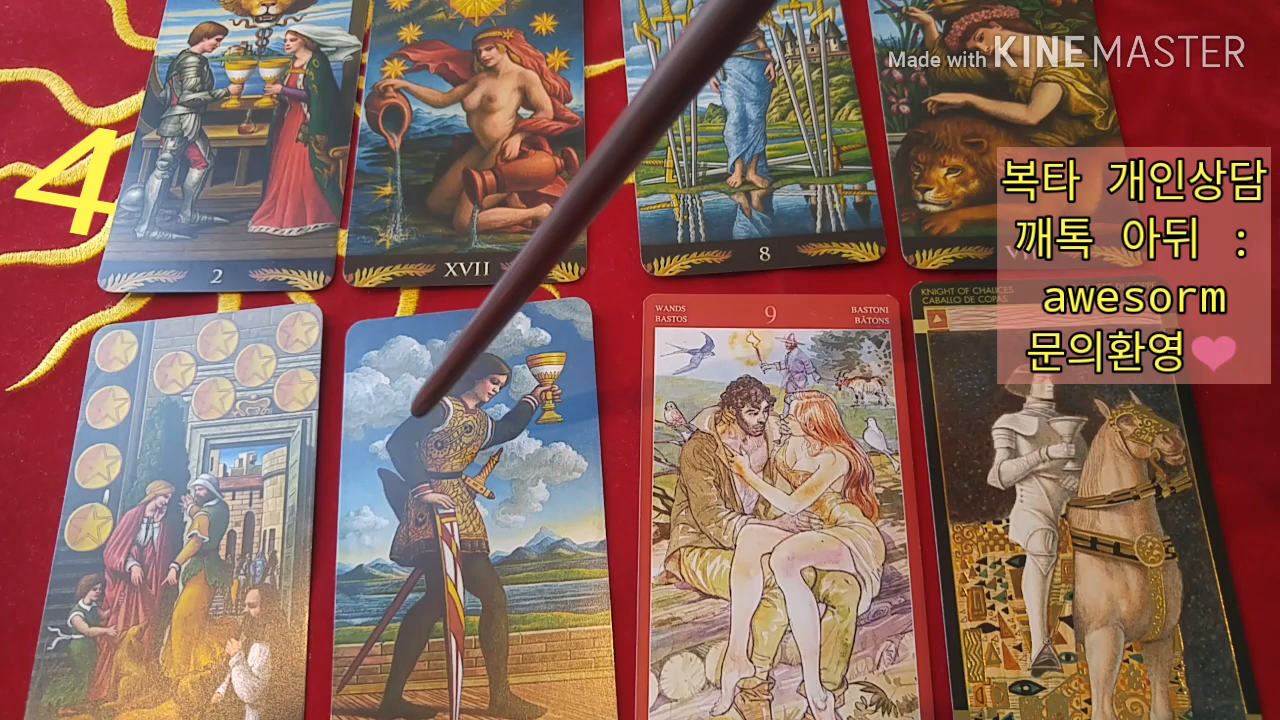 Made with KINEMASTER
4
복타 개인상담
깨톡 아뒤 :
awesorm
문의환영
2
XVII
8
KNIGHT OF CHALICES
CABALLO DE COPAS
WANDS
BASTOS
9
BASTONI
BÂTONS